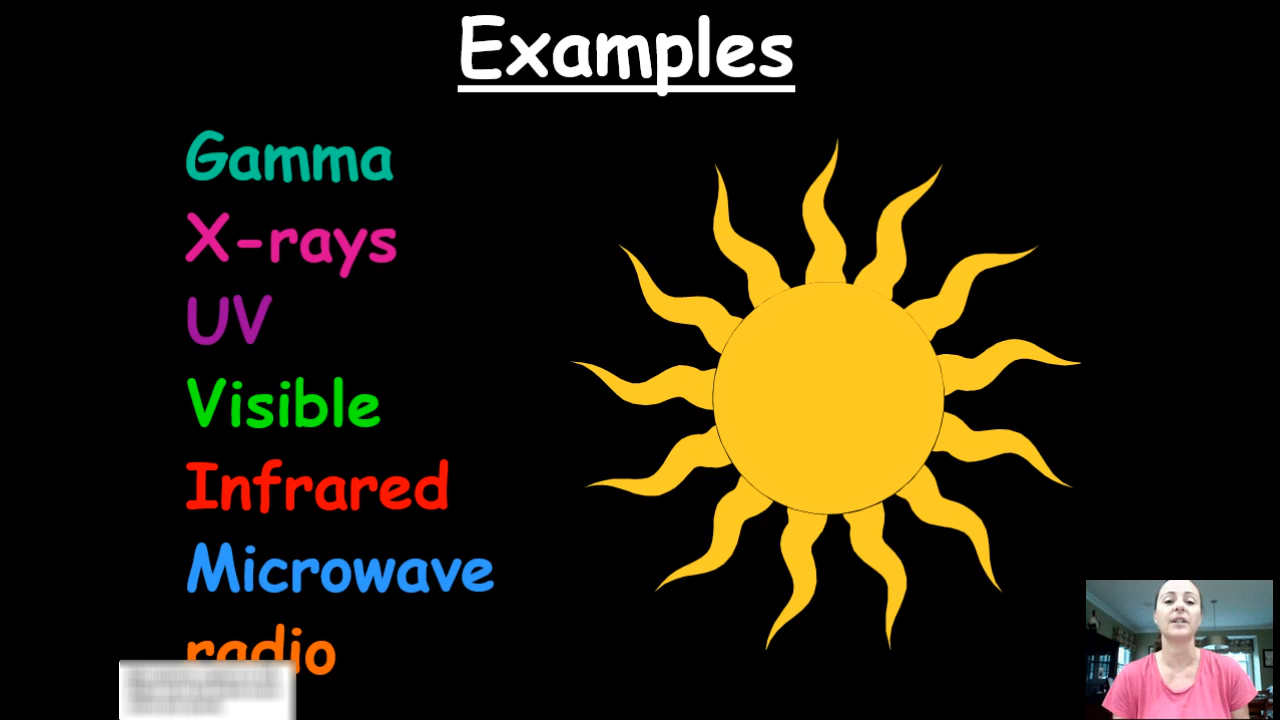 Examples
Gamma
X-rays
UV
Visible
Infrared
Microwave
radio